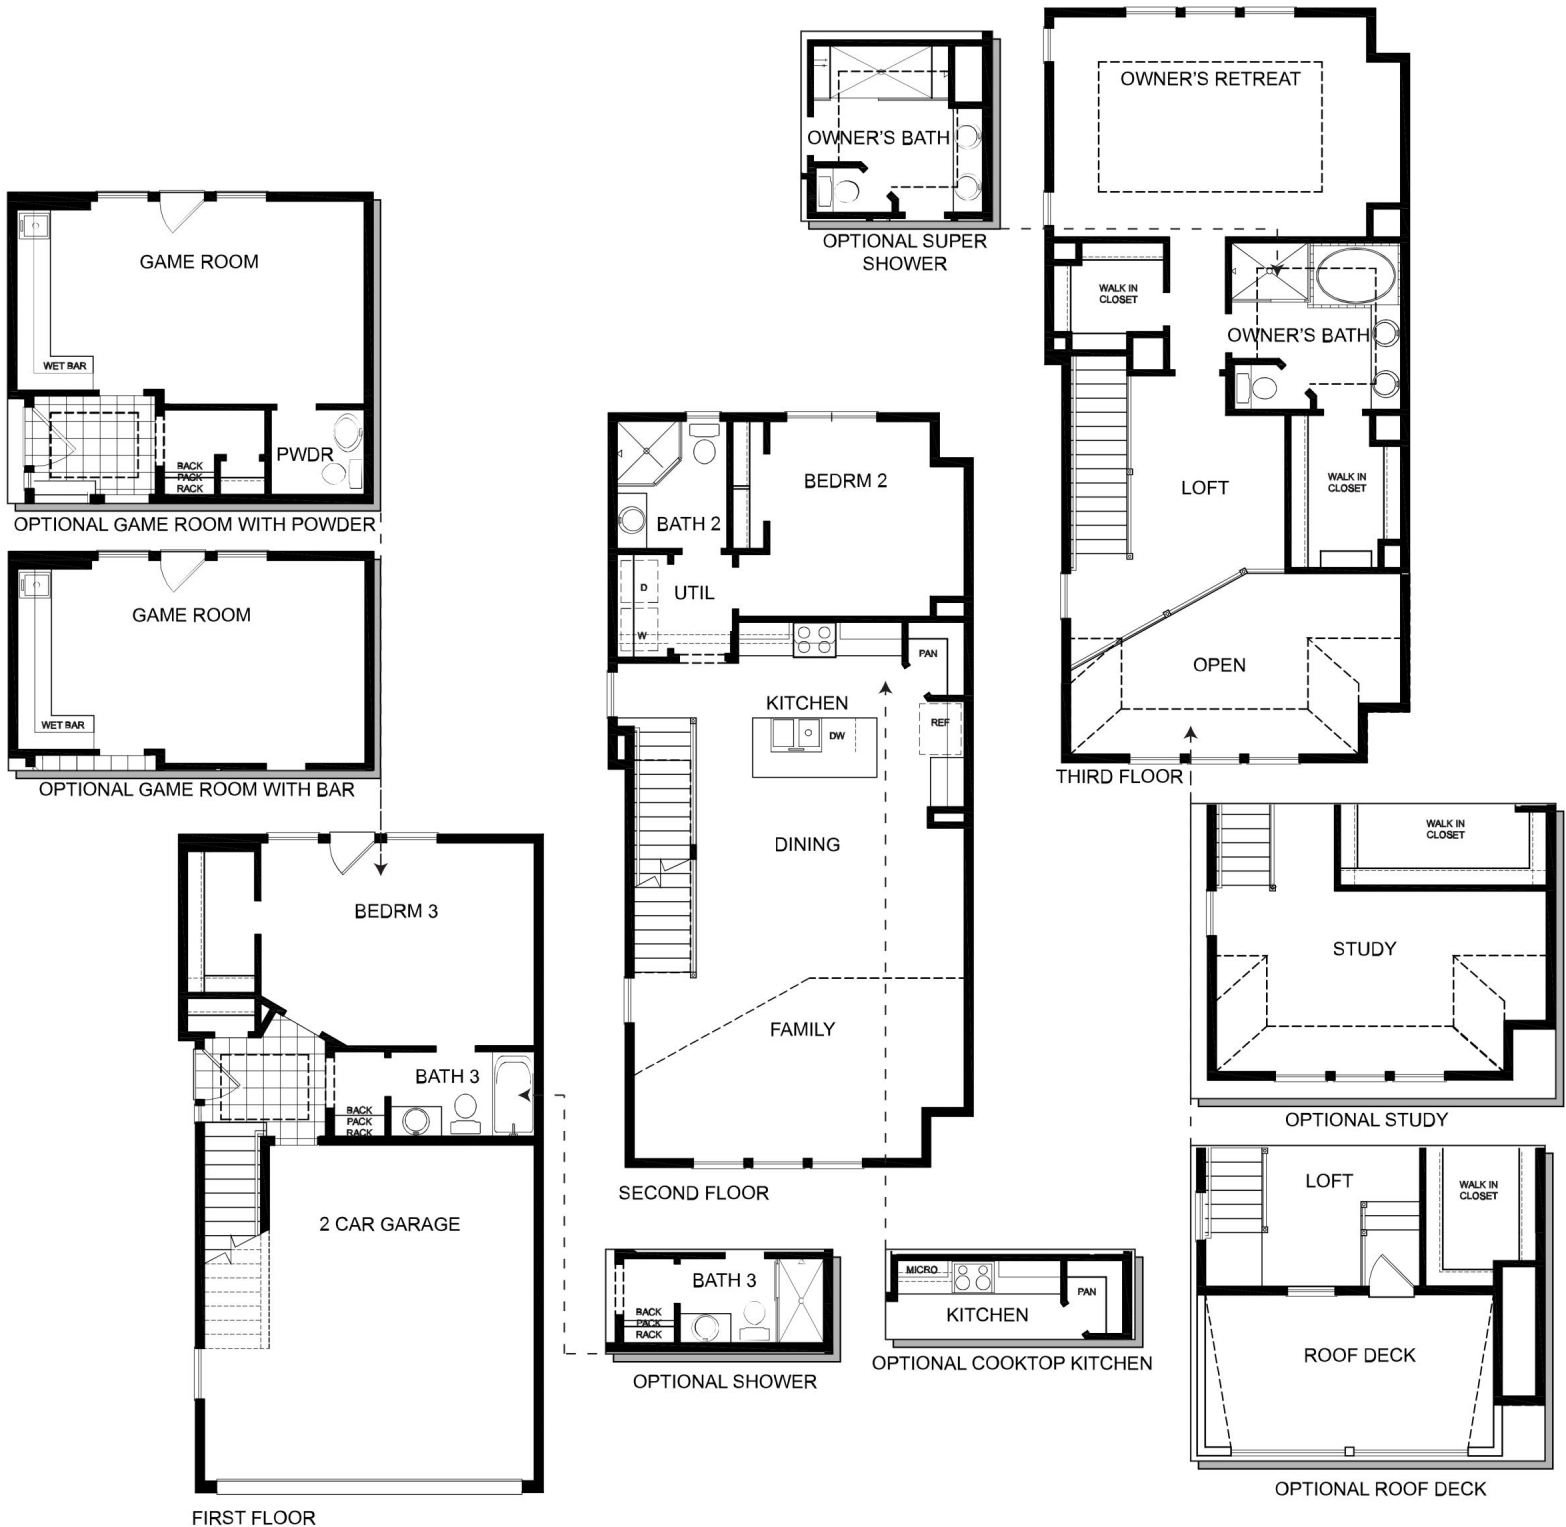 GAME ROOM
WET BAR
PWDR
BACK
PACK
RACK
OPTIONAL GAME ROOM WITH POWDER
GAME ROOM
WET BAR
OPTIONAL GAME ROOM WITH BAR
BEDRM 3
BATH 3
BACK
PACK
RACK
2 CAR GARAGE
FIRST FLOOR
BEDRM 2
BATH 2
UTIL
D
W
PAN
KITCHEN
REF
DW
DINING
FAMILY
SECOND FLOOR
BATH 3
BACK
PACK
RACK
OPTIONAL SHOWER
MICRO
PAN
KITCHEN
OPTIONAL COOKTOP KITCHEN
OWNER'S BATH
OPTIONAL SUPER
SHOWER
OWNER'S RETREAT
WALK IN
CLOSET
OWNER'S BATH
LOFT
WALK IN
CLOSET
OPEN
THIRD FLOOR
WALK IN
CLOSET
STUDY
OPTIONAL STUDY
LOFT
WALK IN
CLOSET
ROOF DECK
OPTIONAL ROOF DECK